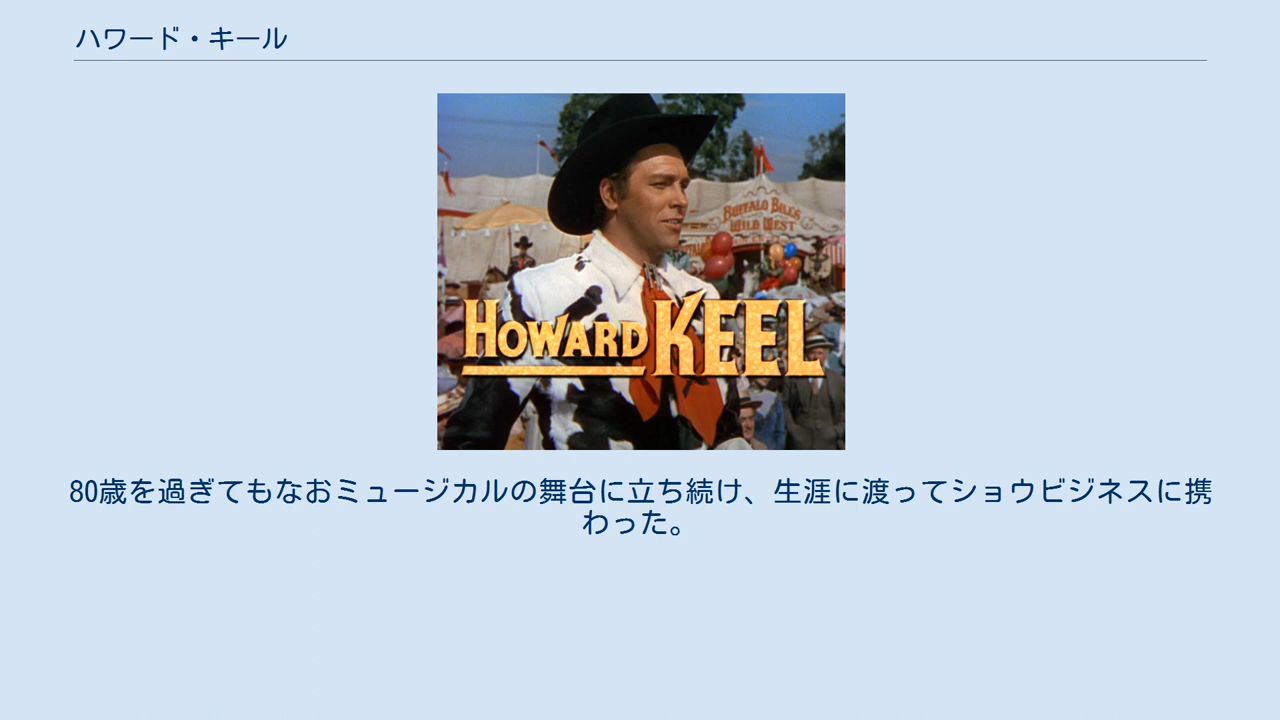 ハワード・キール
BUFFALO BILL'S
WILD WEST
HOWARD KEEL
80歳を過ぎてもなおミュージカルの舞台に立ち続け、生涯に渡ってショウビジネスに携
わった。